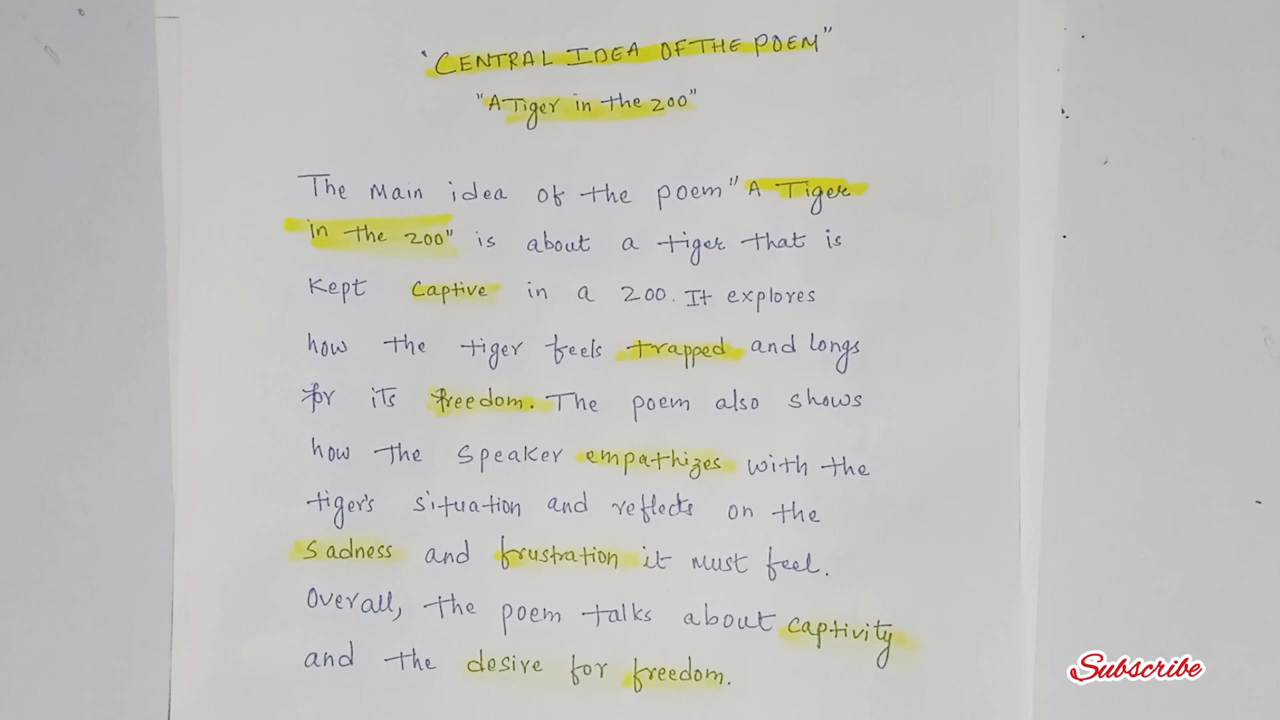 "CENTRAL IDEA OF THE POEM"
"A Tiger in the zoo"
The Main idea of the poem "A Tiger
in the zoo" is about a tiger that is
kept captive in a zoo. It explores
how the tiger feels trapped and longs
for its freedom. The poem also shows
how the speaker empathizes with the
tiger's situation and reflects on the
sadness and frustration it must feel.
Overall, the poem talks about captivity
and the desire for freedom.
Subscribe